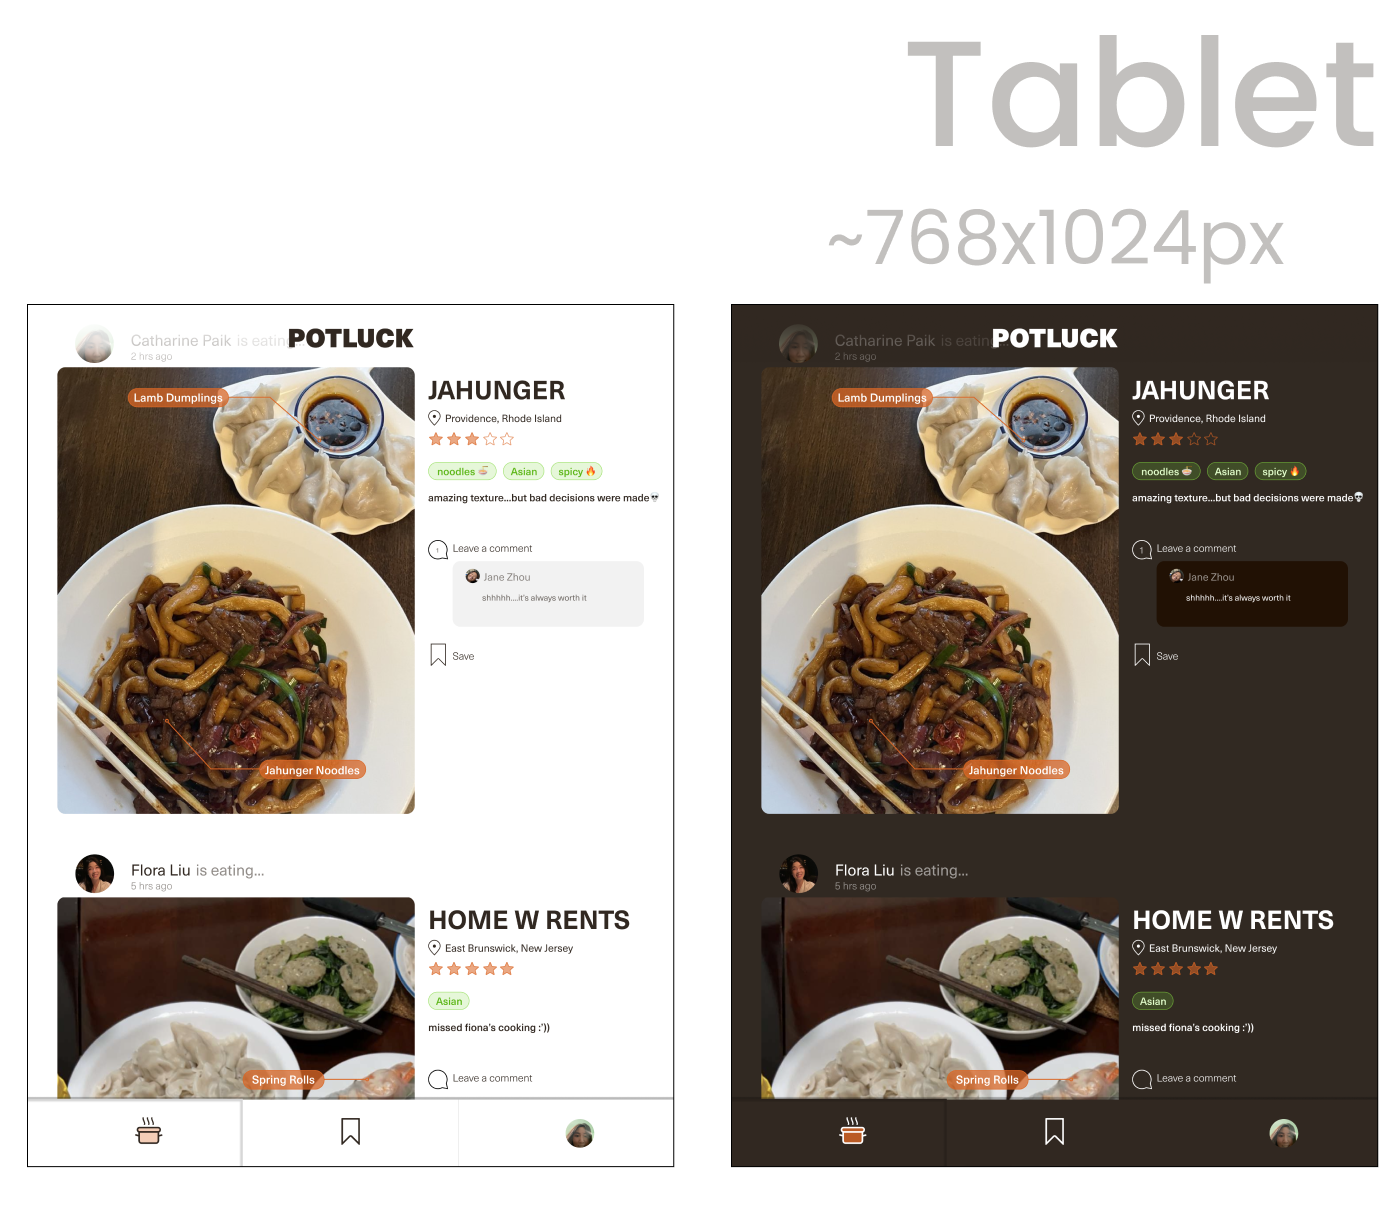 Tablet
~768x1024px
POTLUCK
Catharine Paik is eating...
2 hrs ago
Lamb Dumplings
Jahunger Noodles
JAHUNGER
Providence, Rhode Island
noodles🍜 Asian spicy🔥
amazing texture...but bad decisions were made💀
1 Leave a comment
Jane Zhou
shhhhh....it's always worth it
Save
Flora Liu is eating...
5 hrs ago
Spring Rolls
HOME W RENTS
East Brunswick, New Jersey
Asian
missed fiona's cooking :'))
Leave a comment
POTLUCK
Catharine Paik is eating...
2 hrs ago
Lamb Dumplings
Jahunger Noodles
JAHUNGER
Providence, Rhode Island
noodles🍜 Asian spicy🔥
amazing texture...but bad decisions were made💀
1 Leave a comment
Jane Zhou
shhhhh....it's always worth it
Save
Flora Liu is eating...
5 hrs ago
Spring Rolls
HOME W RENTS
East Brunswick, New Jersey
Asian
missed fiona's cooking :'))
Leave a comment